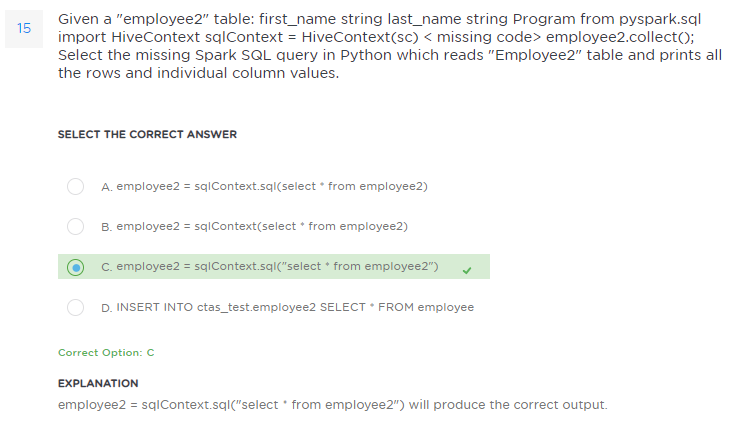 15
Given a "employee2" table: first_name string last_name string Program from pyspark.sql
import HiveContext sqlContext = HiveContext(sc) < missing code> employee2.collect();
Select the missing Spark SQL query in Python which reads "Employee2" table and prints all
the rows and individual column values.
SELECT THE CORRECT ANSWER
A. employee2 = sqlContext.sql(select * from employee2)
B. employee2 = sqlContext(select * from employee2)
C. employee2 = sqlContext.sql("select * from employee2")
D. INSERT INTO ctas_test.employee2 SELECT * FROM employee
Correct Option: C
EXPLANATION
employee2 = sqlContext.sql("select * from employee2") will produce the correct output.